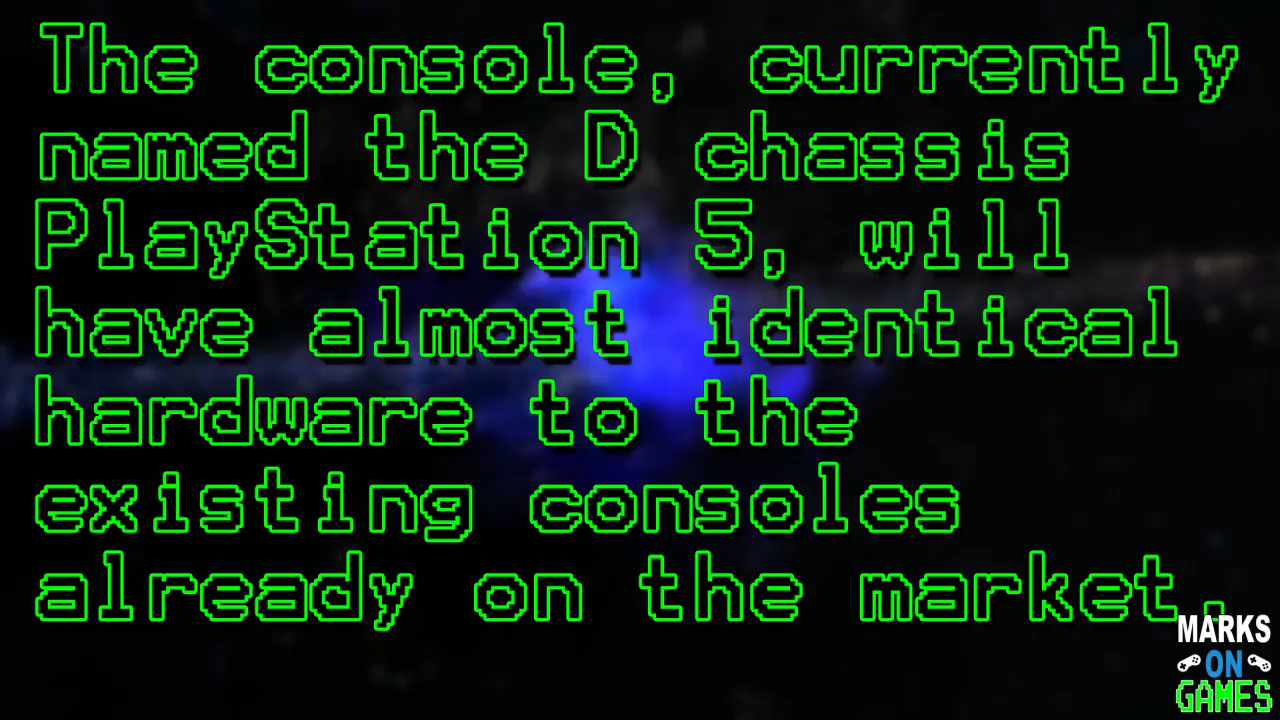 The console, currently
named the D chassis
PlayStation 5, will
have almost identical
hardware to the
existing consoles
already on the market.
MARKS
ON
GAMES